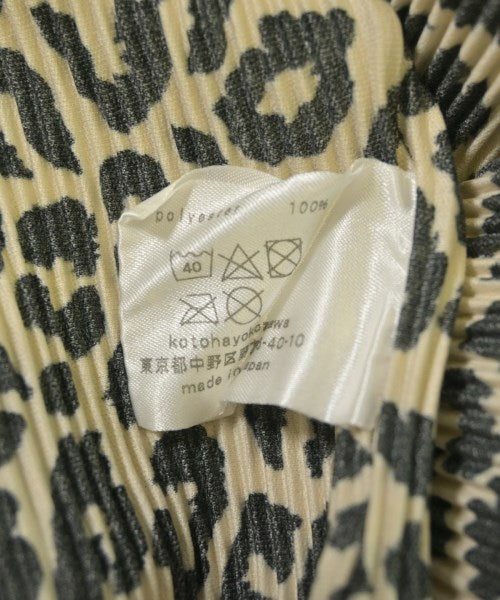 polyester 100%
40
kotohayokozawa
東京都中野区 -40-10
made in japan